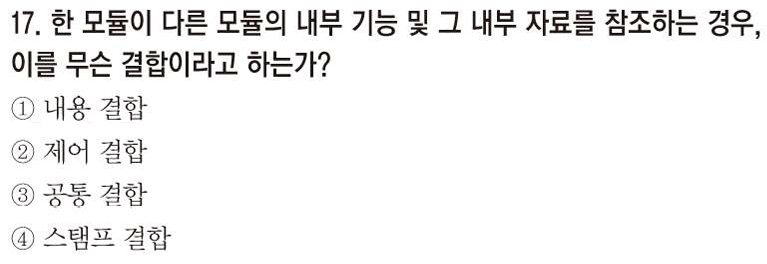 17. 한 모듈이 다른 모듈의 내부 기능 및 그 내부 자료를 참조하는 경우,
이를 무슨 결합이라고 하는가?
① 내용 결합
② 제어 결합
③ 공통 결합
④ 스탬프 결합